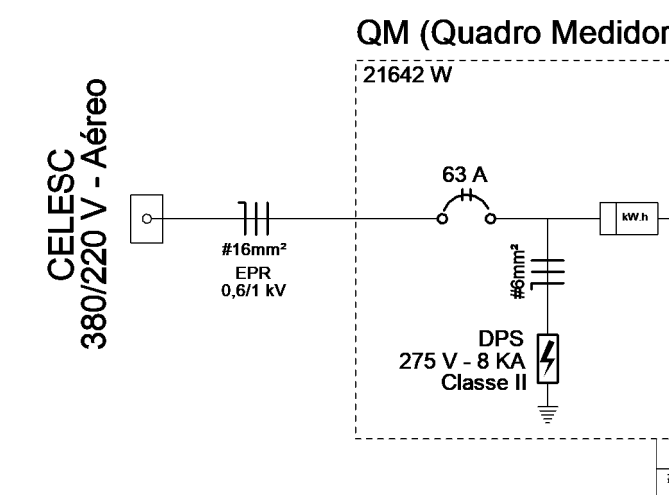 QM (Quadro Medidor
21642 W
CELESC
380/220 V - Aéreo
63 A
kW.h
#16mm²
EPR
0,6/1 kV
#6mm²
DPS
275 V - 8 KA
Classe II